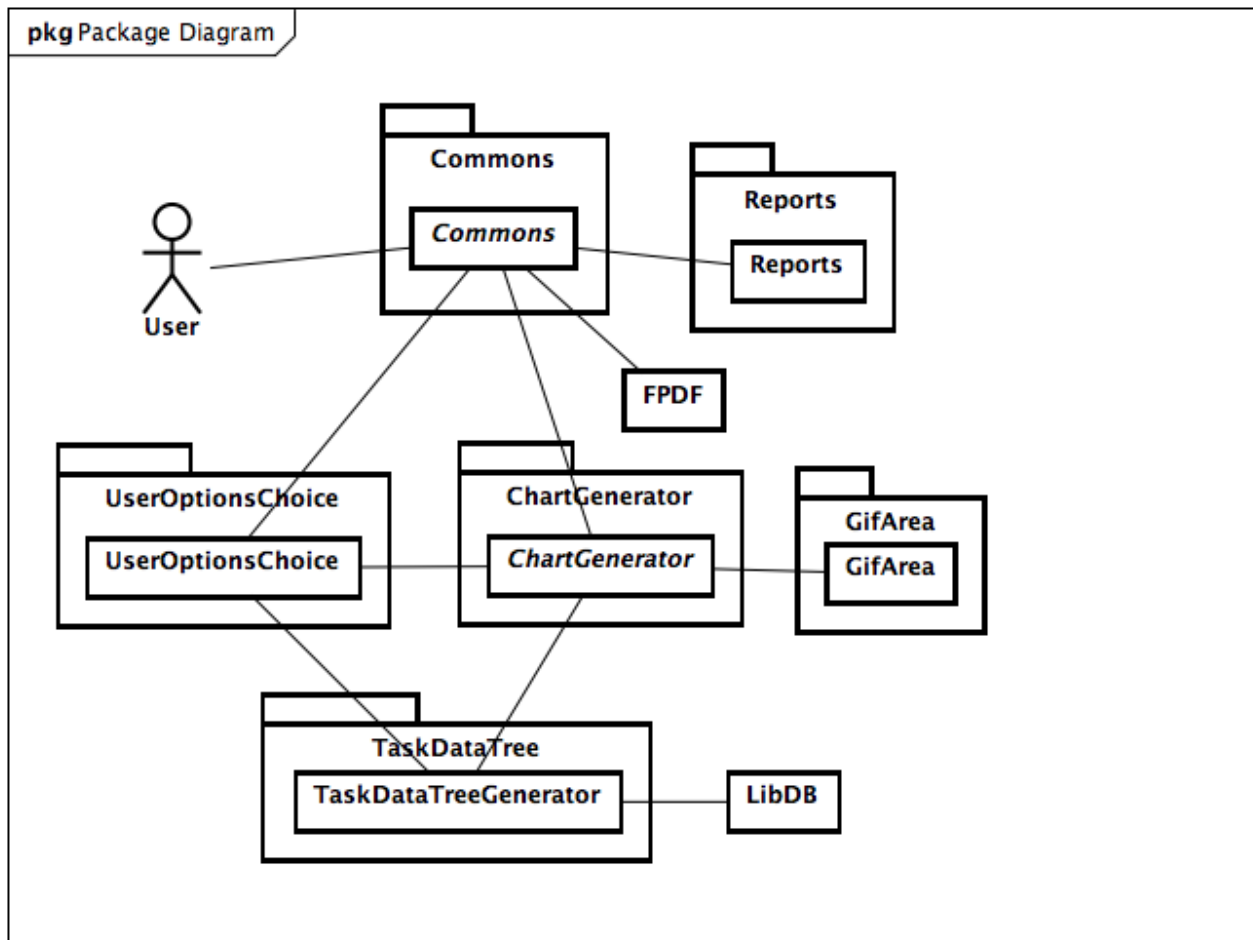 pkg Package Diagram
Commons
Commons
Reports
Reports
User
FPDF
UserOptionsChoice
UserOptionsChoice
ChartGenerator
ChartGenerator
GifArea
GifArea
TaskDataTree
TaskDataTreeGenerator
LibDB